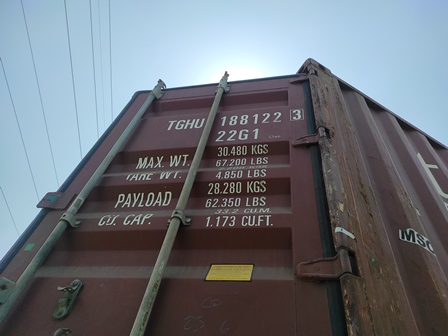 TGHU 188122 3
22G1
MAX. WT. 30.480 KGS
67.200 LBS
TARE WT. 4.850 LBS
PAYLOAD 28.280 KGS
62.350 LBS
33.2 CU.M.
CU. CAP. 1.173 CU.FT.
MSC